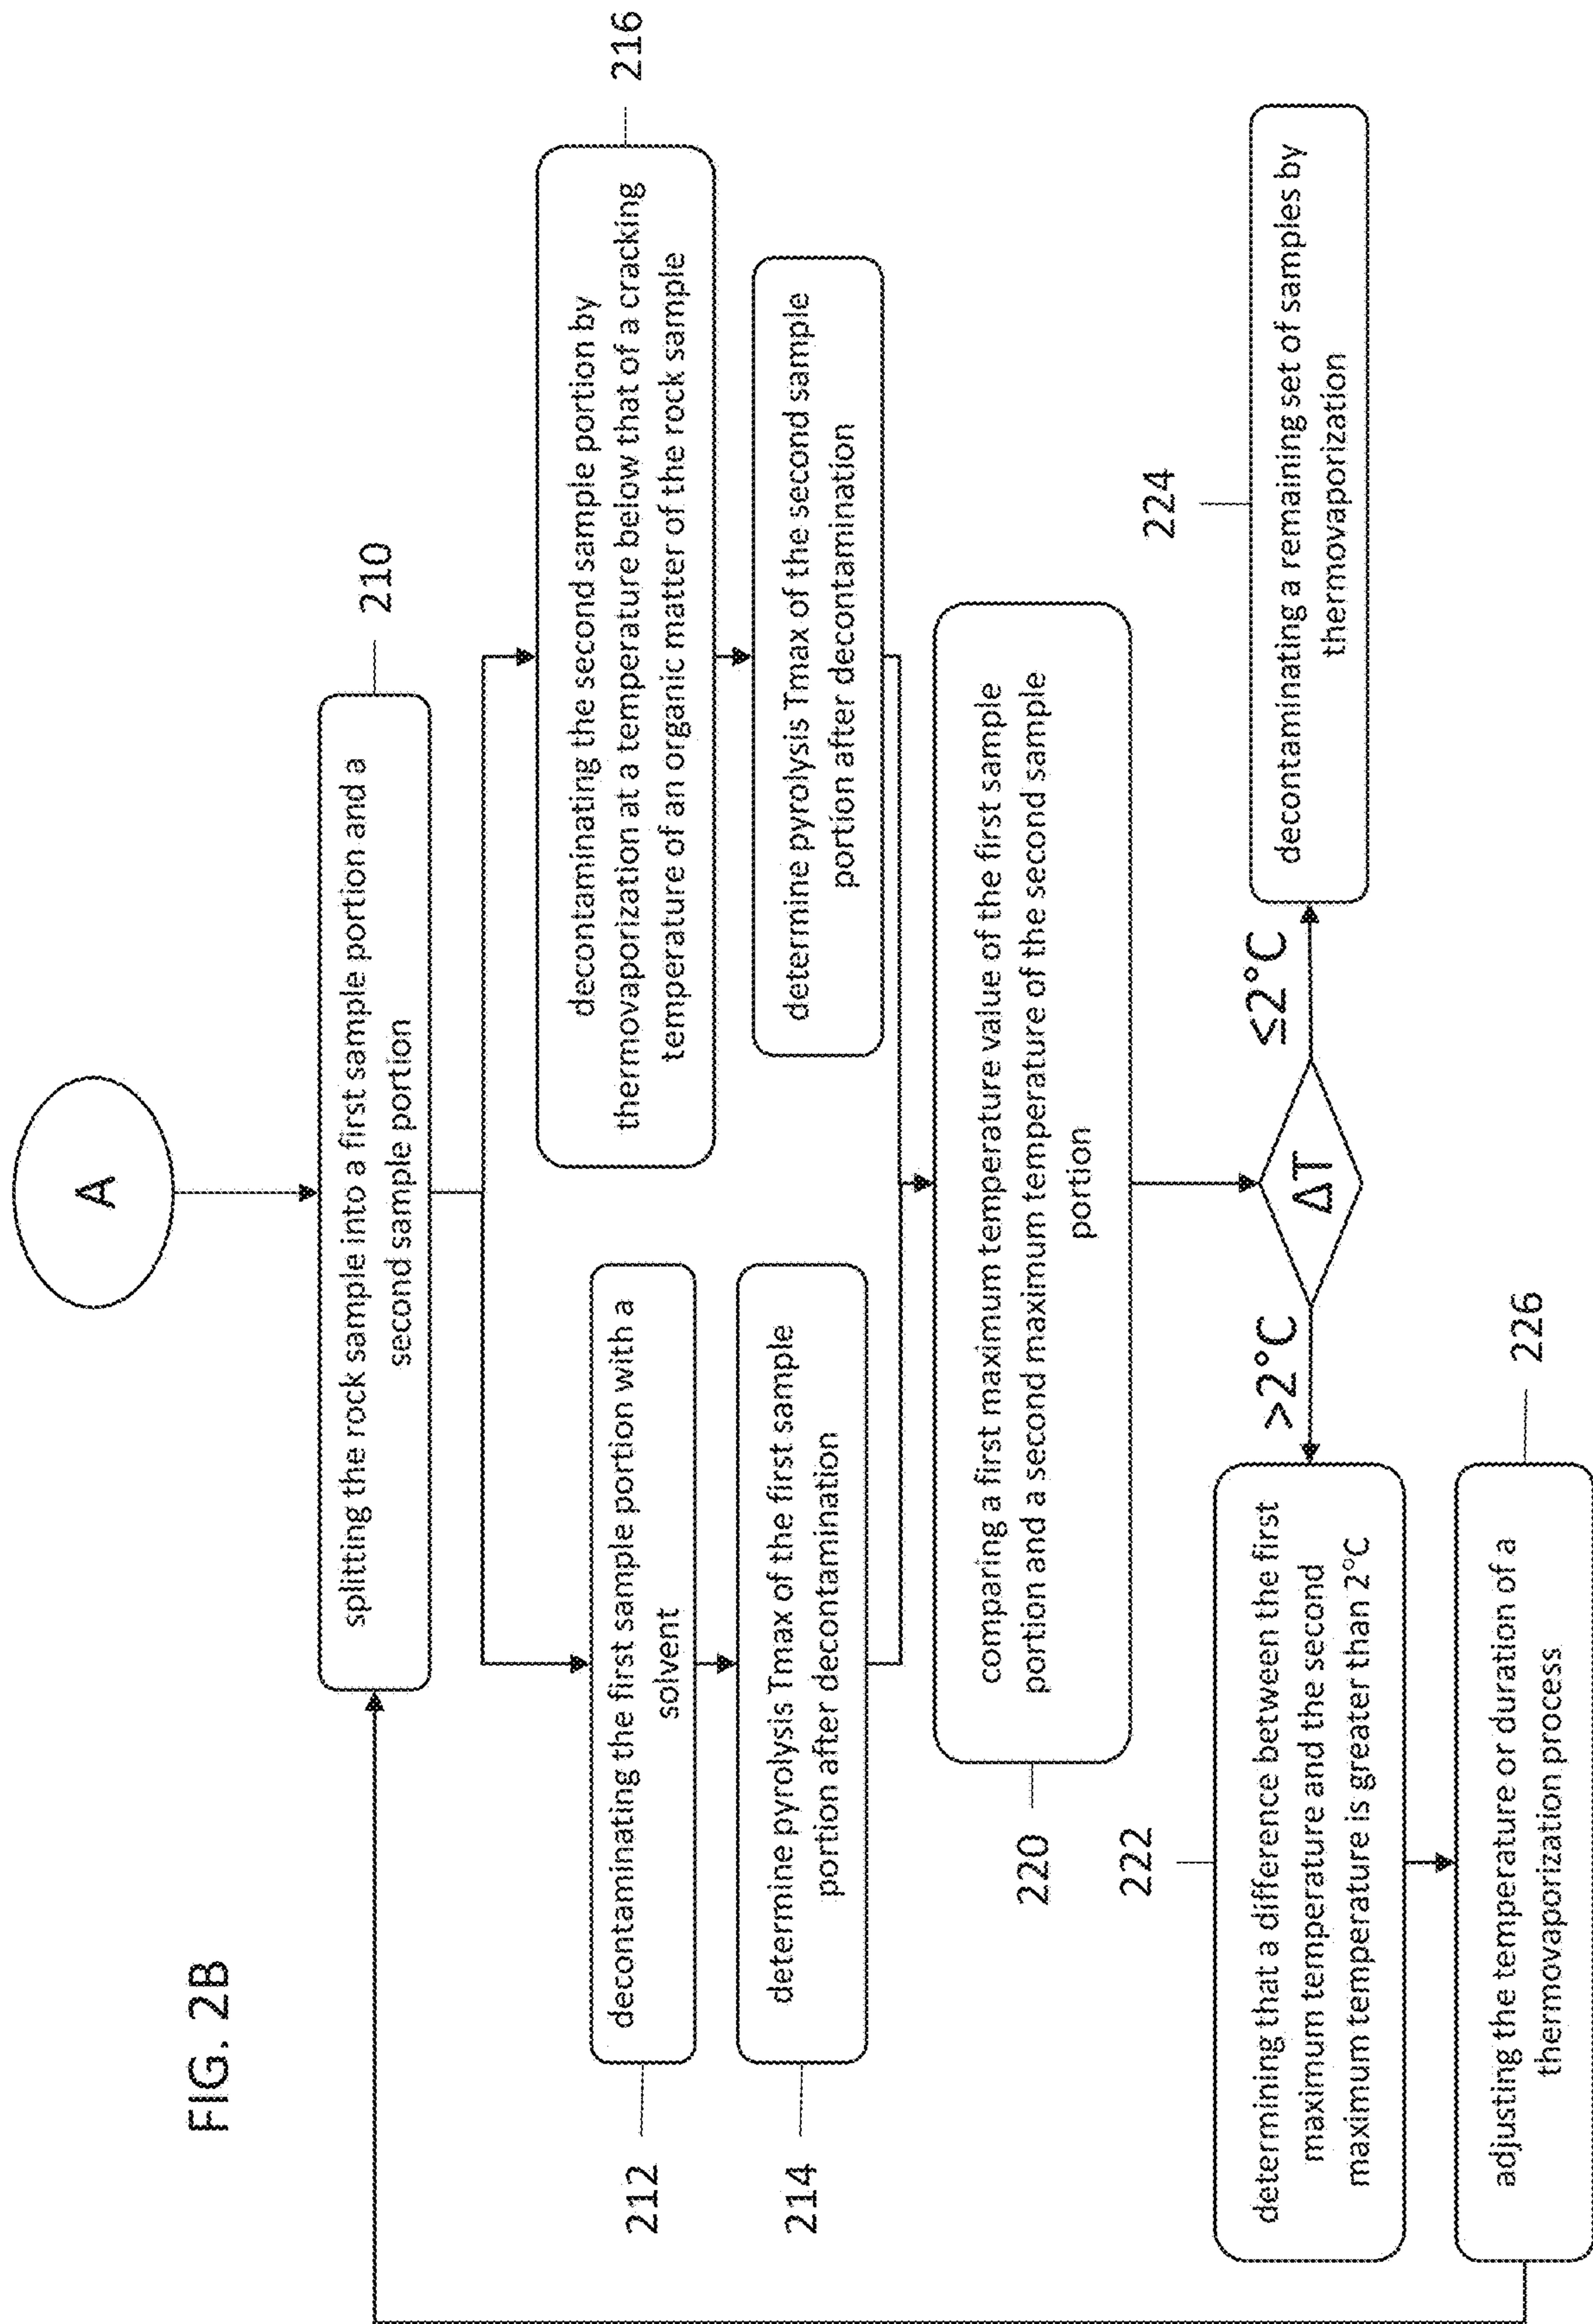 FIG. 2B
A
splitting the rock sample into a first sample portion and a
second sample portion
210
decontaminating the first sample portion with a
solvent
212
determine pyrolysis Tmax of the first sample
portion after decontamination
214
decontaminating the second sample portion by
thermovaporization at a temperature below that of a cracking
temperature of an organic matter of the rock sample
216
determine pyrolysis Tmax of the second sample
portion after decontamination
comparing a first maximum temperature value of the first sample
portion and a second maximum temperature of the second sample
portion
220
ΔT
>2°C
≤2°C
222
determining that a difference between the first
maximum temperature and the second
maximum temperature is greater than 2°C
224
decontaminating a remaining set of samples by
thermovaporization
adjusting the temperature or duration of a
thermovaporization process
226